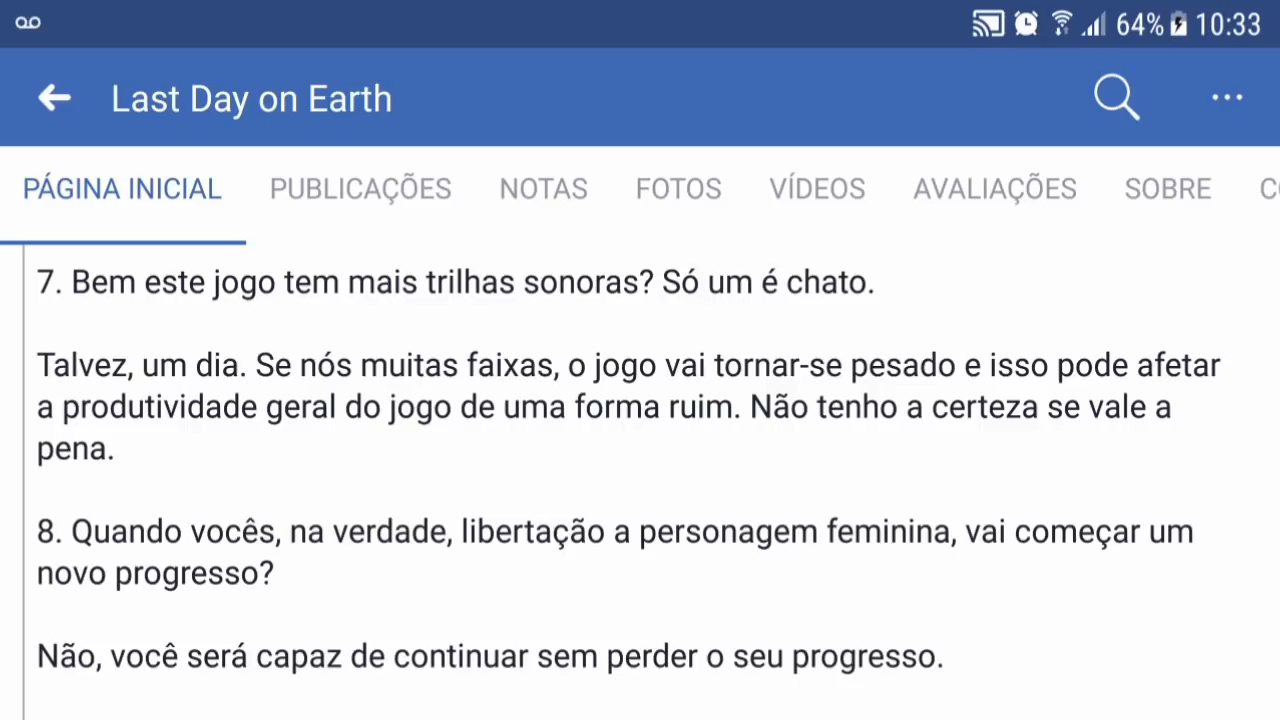 64% 10:33
Last Day on Earth
PÁGINA INICIAL PUBLICAÇÕES NOTAS FOTOS VÍDEOS AVALIAÇÕES SOBRE
7. Bem este jogo tem mais trilhas sonoras? Só um é chato.
Talvez, um dia. Se nós muitas faixas, o jogo vai tornar-se pesado e isso pode afetar
a produtividade geral do jogo de uma forma ruim. Não tenho a certeza se vale a
pena.
8. Quando vocês, na verdade, libertação a personagem feminina, vai começar um
novo progresso?
Não, você será capaz de continuar sem perder o seu progresso.